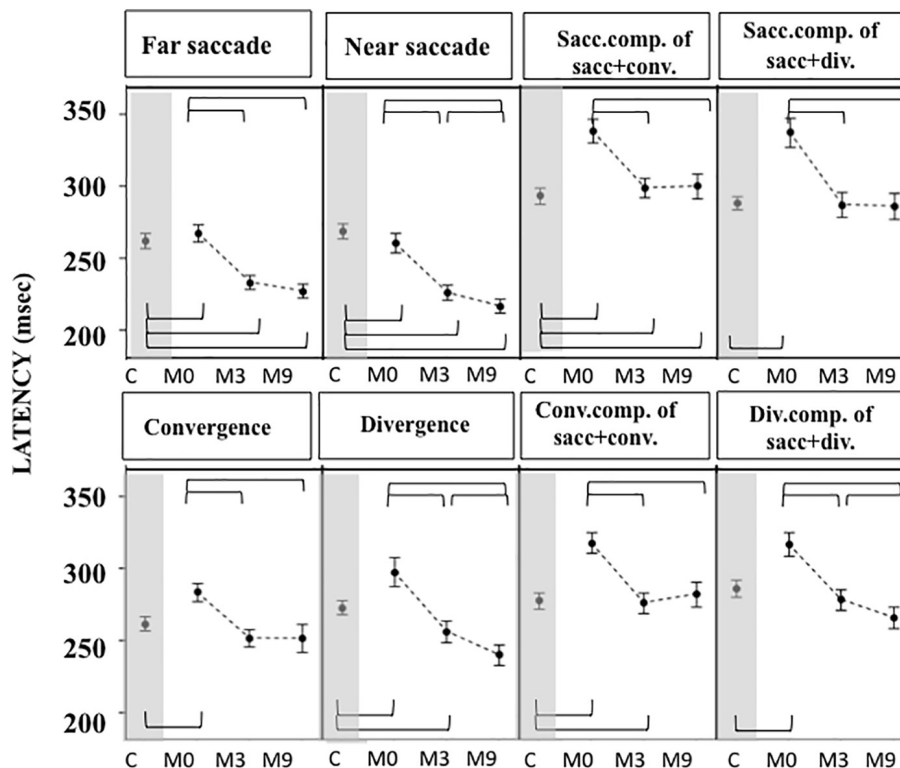 Far saccade
Near saccade
Sacc.comp. of
sacc+conv.
Sacc.comp. of
sacc+div.
LATENCY (msec)
350
300
250
200
C M0 M3 M9 C M0 M3 M9 C M0 M3 M9 C M0 M3 M9
Convergence
Divergence
Conv.comp. of
sacc+conv.
Div.comp. of
sacc+div.
350
300
250
200
C M0 M3 M9 C M0 M3 M9 C M0 M3 M9 C M0 M3 M9